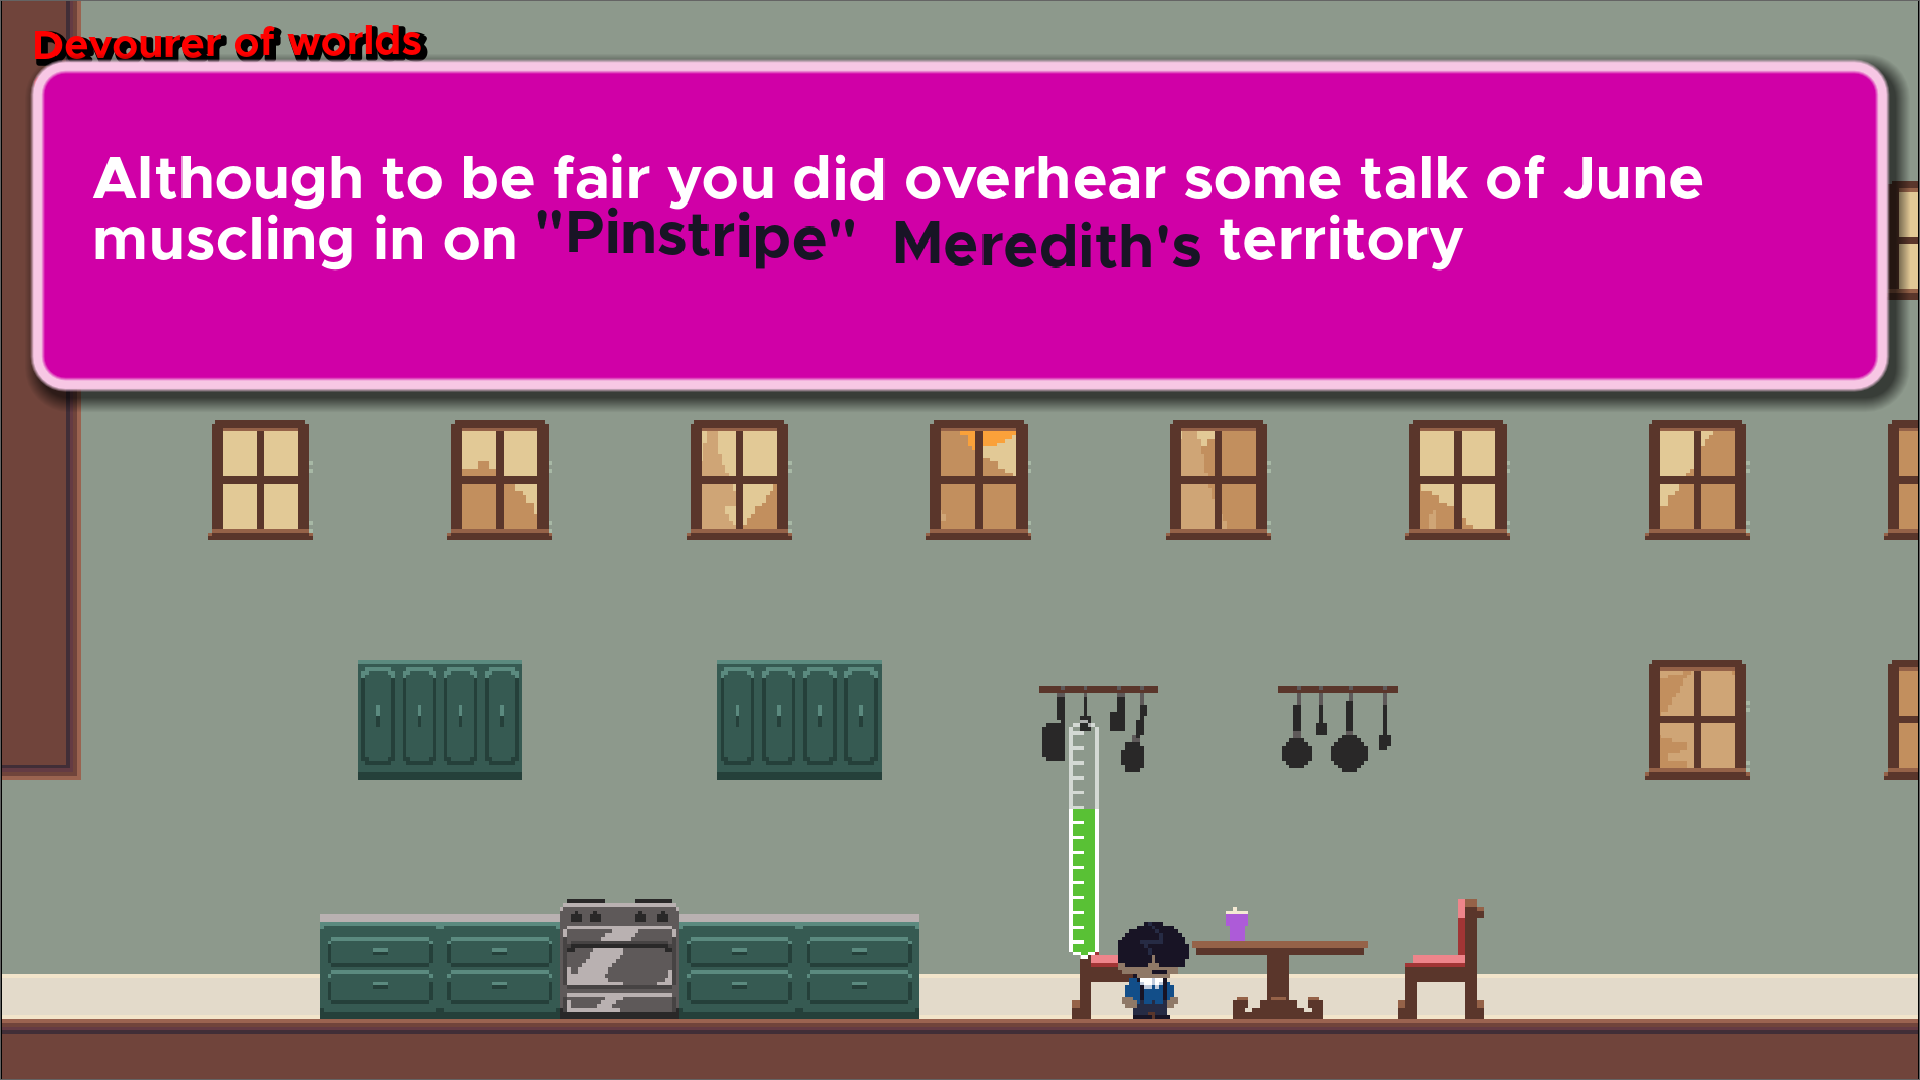 Devourer of worlds
Although to be fair you did overhear some talk of June
muscling in on "Pinstripe" Meredith's territory